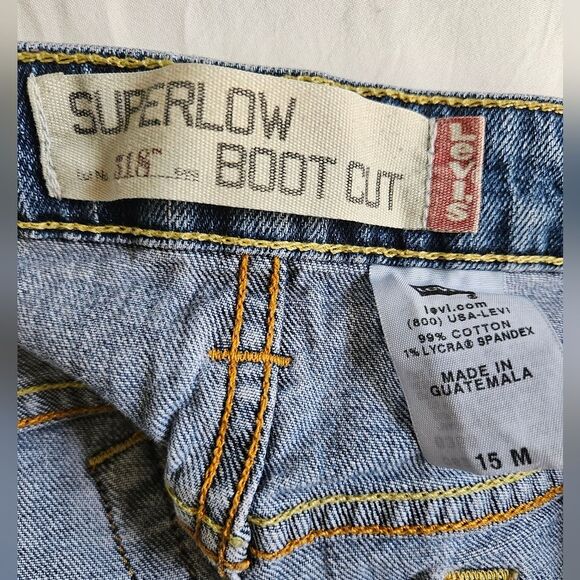 SUPERLOW
Lot No 518™
BOOT CUT
LEVI'S
levi.com
(800) USA-LEVI
99% COTTON
1% LYCRA® SPANDEX
MADE IN
GUATEMALA
15 M